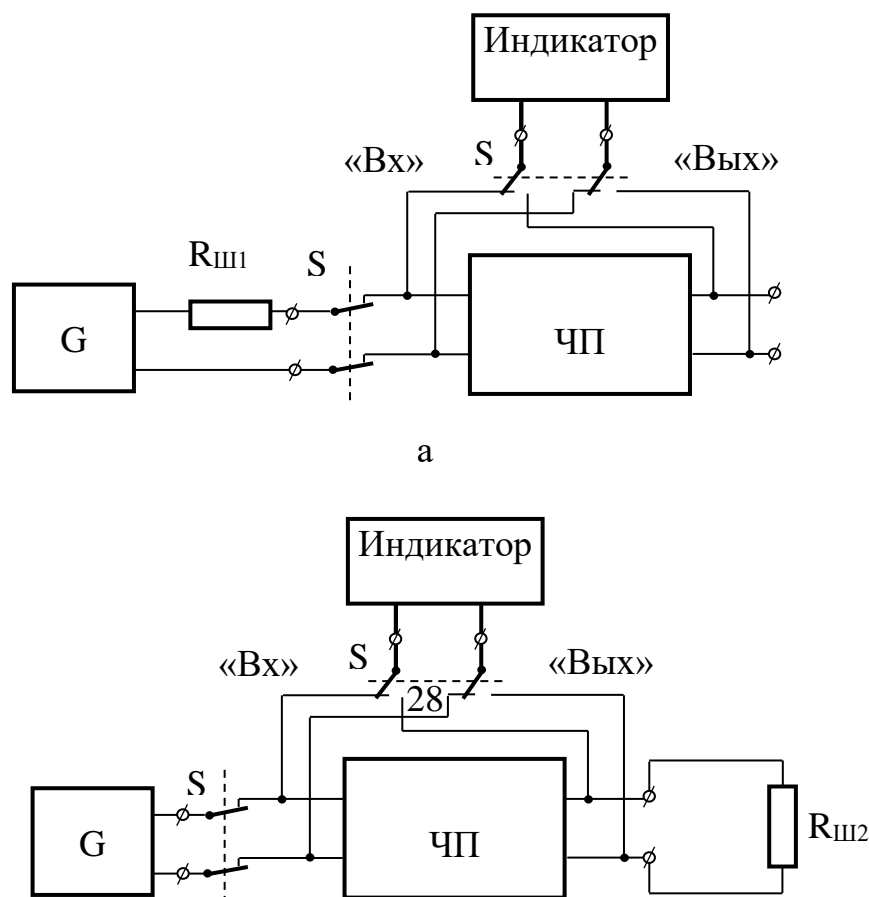 Индикатор
«Вх» S «Вых»
RШ1 S
G ЧП
а
Индикатор
«Вх» S «Вых»
28
S
G ЧП RШ2